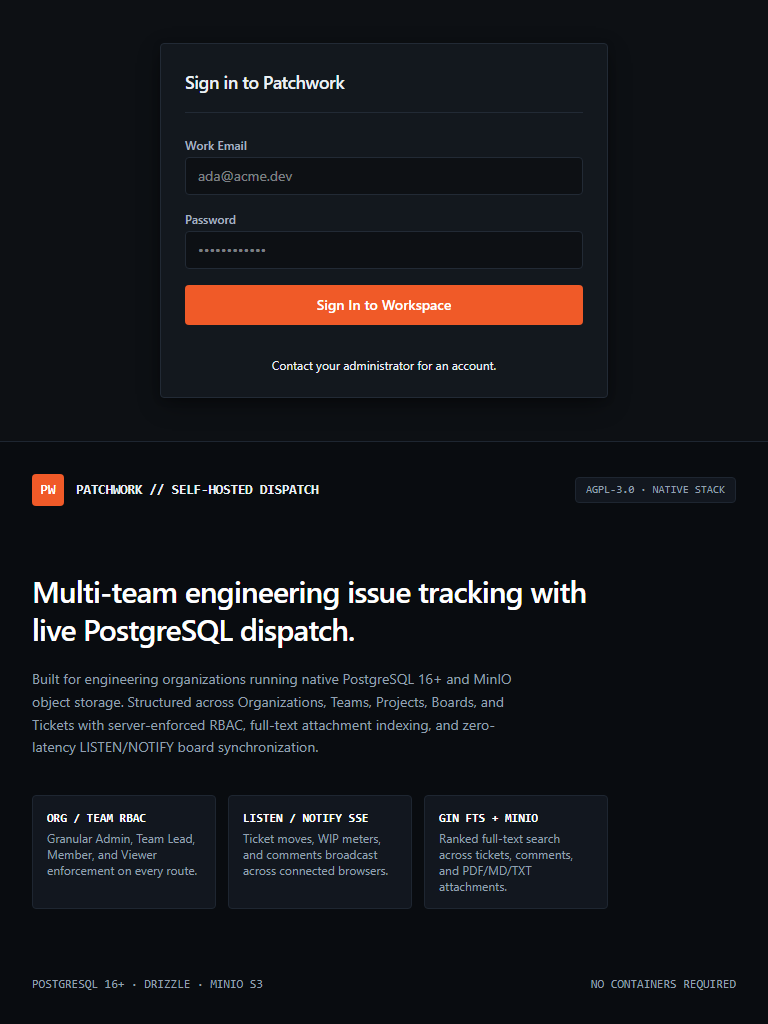 Sign in to Patchwork
Work Email
ada@acme.dev
Password
••••••••••••
Sign In to Workspace
Contact your administrator for an account.
PW
PATCHWORK // SELF-HOSTED DISPATCH
AGPL-3.0 · NATIVE STACK
Multi-team engineering issue tracking with
live PostgreSQL dispatch.
Built for engineering organizations running native PostgreSQL 16+ and MinIO
object storage. Structured across Organizations, Teams, Projects, Boards, and
Tickets with server-enforced RBAC, full-text attachment indexing, and zero-
latency LISTEN/NOTIFY board synchronization.
ORG / TEAM RBAC
Granular Admin, Team Lead,
Member, and Viewer
enforcement on every route.
LISTEN / NOTIFY SSE
Ticket moves, WIP meters,
and comments broadcast
across connected browsers.
GIN FTS + MINIO
Ranked full-text search
across tickets, comments,
and PDF/MD/TXT
attachments.
POSTGRESQL 16+ · DRIZZLE · MINIO S3
NO CONTAINERS REQUIRED